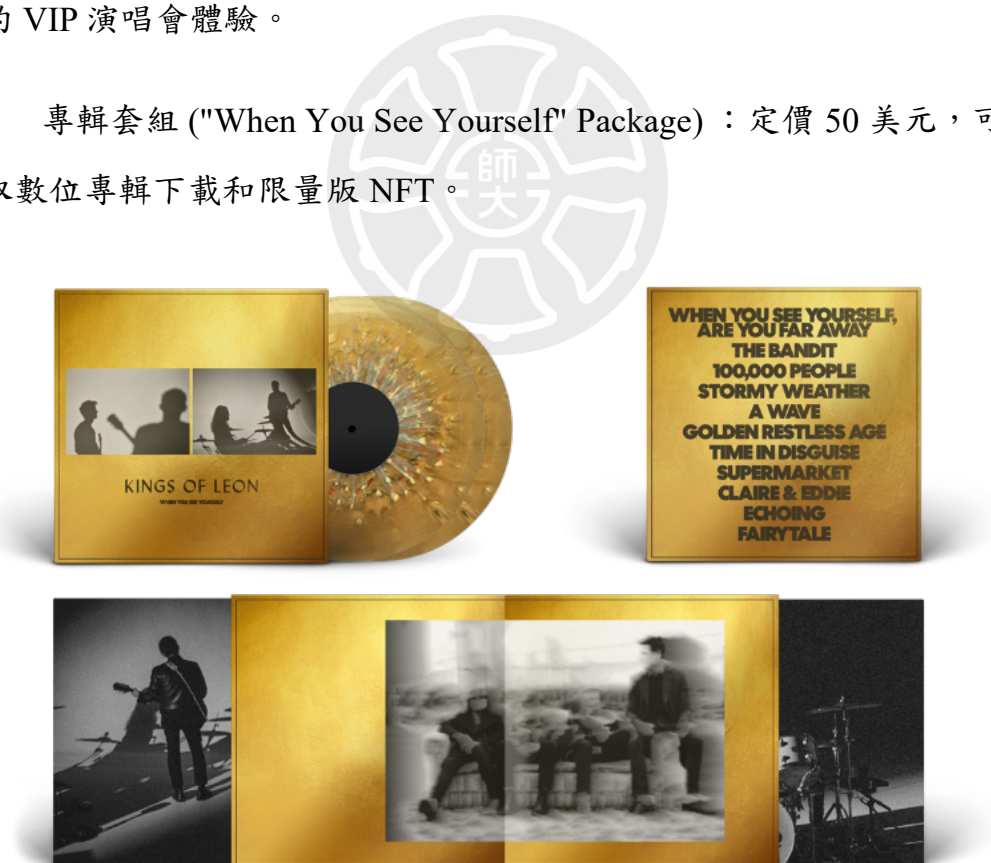 的 VIP 演唱會體驗。
專輯套組 ("When You See Yourself" Package) ：定價 50 美元，可
取數位專輯下載和限量版 NFT。
師大
KINGS OF LEON
WHEN YOU SEE YOURSELF
WHEN YOU SEE YOURSELF,
ARE YOU FAR AWAY
THE BANDIT
100,000 PEOPLE
STORMY WEATHER
A WAVE
GOLDEN RESTLESS AGE
TIME IN DISGUISE
SUPERMARKET
CLAIRE & EDDIE
ECHOING
FAIRYTALE